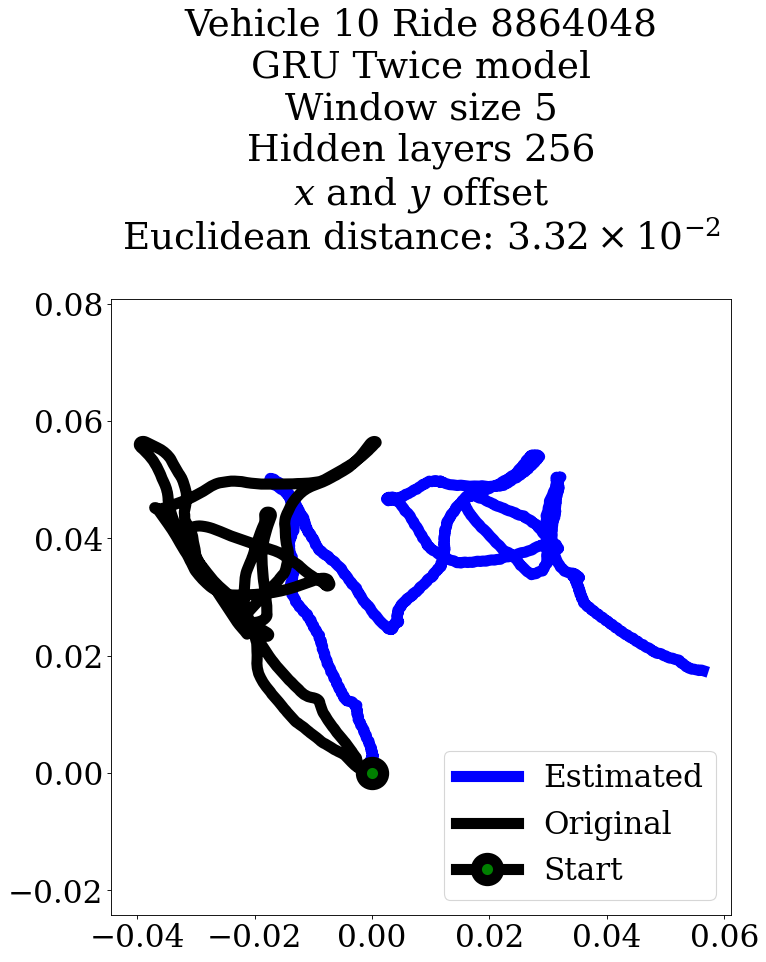 Vehicle 10 Ride 8864048
GRU Twice model
Window size 5
Hidden layers 256
x and y offset
Euclidean distance: 3.32 × 10⁻²
0.08
0.06
0.04
0.02
0.00
−0.02
Estimated
Original
Start
−0.04 −0.02 0.00 0.02 0.04 0.06